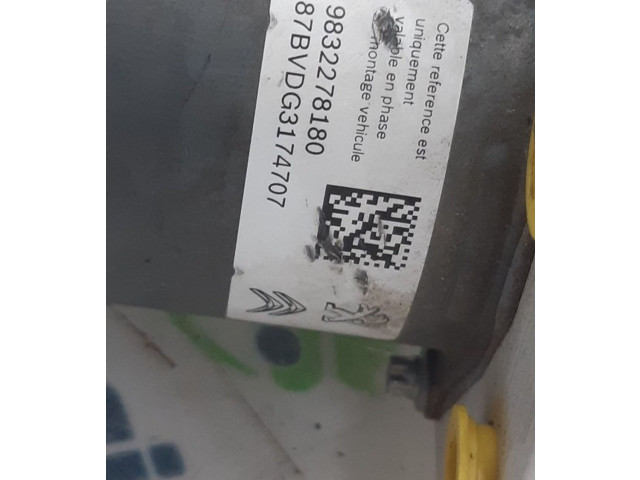 Cette reference est
uniquement
valable en phase
montage vehicule
9832278180
87BVDG3174707